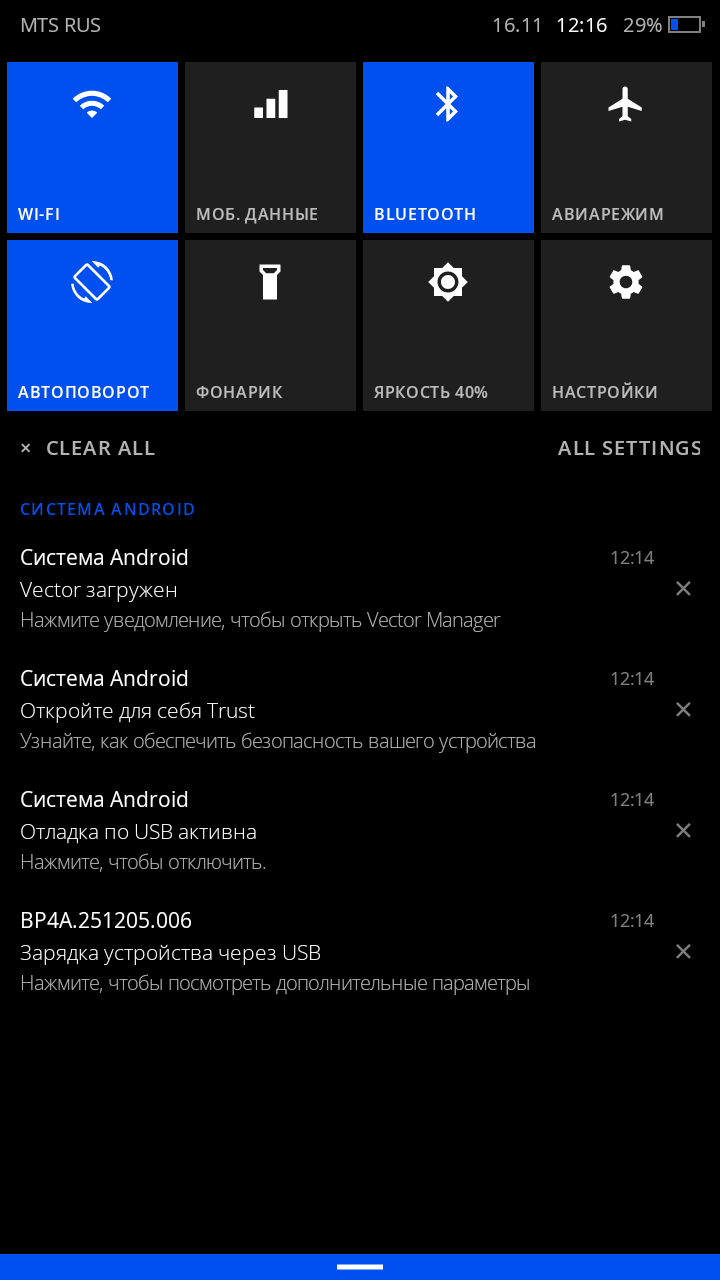 MTS RUS 16.11 12:16 29%
WI-FI МОБ. ДАННЫЕ BLUETOOTH АВИАРЕЖИМ
АВТОПОВОРОТ ФОНАРИК ЯРКОСТЬ 40% НАСТРОЙКИ
× CLEAR ALL ALL SETTINGS
СИСТЕМА ANDROID
Система Android 12:14
Vector загружен
Нажмите уведомление, чтобы открыть Vector Manager
Система Android 12:14
Откройте для себя Trust
Узнайте, как обеспечить безопасность вашего устройства
Система Android 12:14
Отладка по USB активна
Нажмите, чтобы отключить.
BP4A.251205.006 12:14
Зарядка устройства через USB
Нажмите, чтобы посмотреть дополнительные параметры